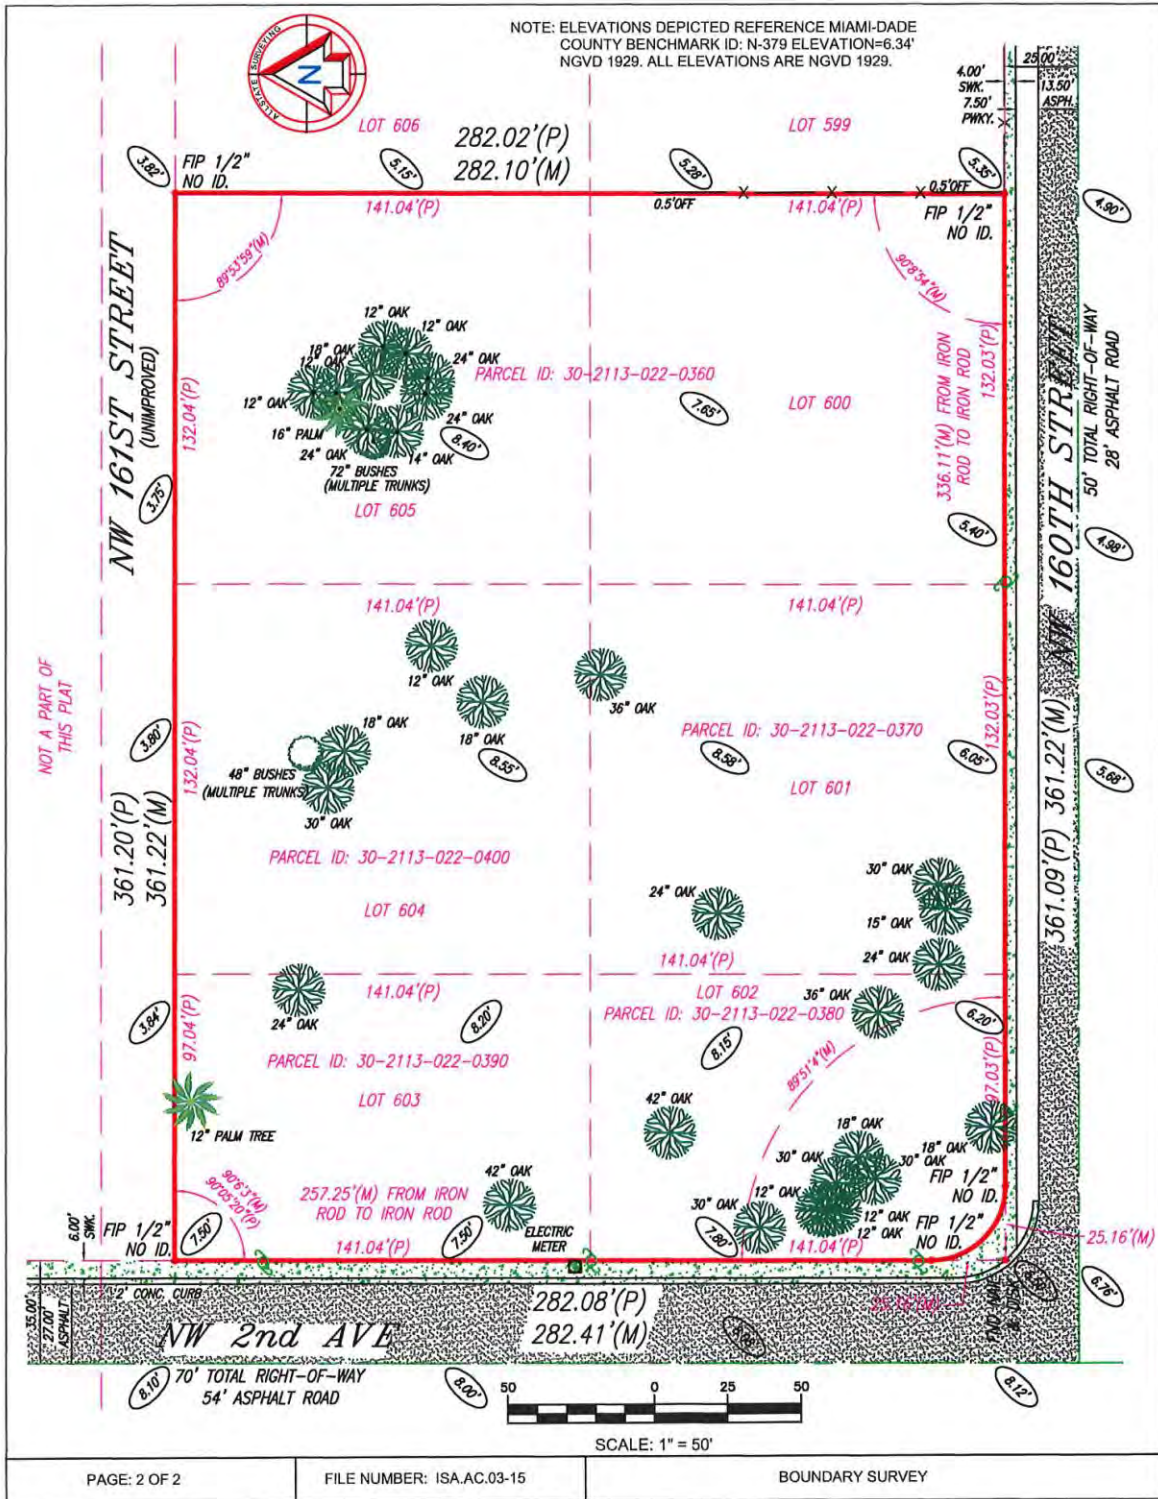 NOTE: ELEVATIONS DEPICTED REFERENCE MIAMI-DADE
COUNTY BENCHMARK ID: N-379 ELEVATION=6.34'
NGVD 1929. ALL ELEVATIONS ARE NGVD 1929.
ALLSTATE SURVEYING
N
25.00'
4.00'
SWK.
13.50'
ASPH.
7.50'
PWKY.
LOT 606
LOT 599
282.02'(P)
282.10'(M)
3.82'
FIP 1/2"
NO ID.
5.15'
5.28'
5.35'
0.5'OFF
0.5'OFF
141.04'(P)
141.04'(P)
FIP 1/2"
NO ID.
4.90'
89°53'59"(M)
90°8'54"(M)
NW 161ST STREET
(UNIMPROVED)
132.04'(P)
12" OAK
12" OAK
18" OAK
12" OAK
24" OAK
12" OAK
24" OAK
16" PALM
24" OAK
14" OAK
72" BUSHES
(MULTIPLE TRUNKS)
8.40'
PARCEL ID: 30-2113-022-0360
7.65'
LOT 600
LOT 605
336.11'(M) FROM IRON
ROD TO IRON ROD
132.03'(P)
NW 160TH STREET
50' TOTAL RIGHT-OF-WAY
28' ASPHALT ROAD
3.75'
5.40'
4.98'
141.04'(P)
141.04'(P)
NOT A PART OF
THIS PLAT
3.80'
132.04'(P)
12" OAK
18" OAK
36" OAK
18" OAK
48" BUSHES
(MULTIPLE TRUNKS)
30" OAK
8.55'
8.58'
PARCEL ID: 30-2113-022-0370
LOT 601
6.05'
132.03'(P)
5.68'
361.20'(P)
361.22'(M)
361.09'(P) 361.22'(M)
PARCEL ID: 30-2113-022-0400
LOT 604
24" OAK
30" OAK
15" OAK
24" OAK
141.04'(P)
141.04'(P)
LOT 602
PARCEL ID: 30-2113-022-0380
36" OAK
6.20'
3.84'
97.04'(P)
24" OAK
8.20'
8.15'
89°51'4"(M)
97.03'(P)
PARCEL ID: 30-2113-022-0390
LOT 603
12" PALM TREE
42" OAK
18" OAK
30" OAK
18" OAK
30" OAK
FIP 1/2"
NO ID.
12" OAK
12" OAK
12" OAK
30" OAK
42" OAK
90°6'3"(M)
90°05'20"(P)
257.25'(M) FROM IRON
ROD TO IRON ROD
6.00'
SWK.
FIP 1/2"
NO ID.
7.50'
7.50'
ELECTRIC
METER
7.80'
FIP 1/2"
NO ID.
141.04'(P)
141.04'(P)
25.16'(M)
25.16'(M)
FND NAIL
& DISK
6.76'
35.00'
27.00'
ASPHALT
2' CONC. CURB
282.08'(P)
282.41'(M)
NW 2nd AVE
8.10'
70' TOTAL RIGHT-OF-WAY
54' ASPHALT ROAD
8.00'
8.12'
50 0 25 50
SCALE: 1" = 50'
PAGE: 2 OF 2
FILE NUMBER: ISA.AC.03-15
BOUNDARY SURVEY